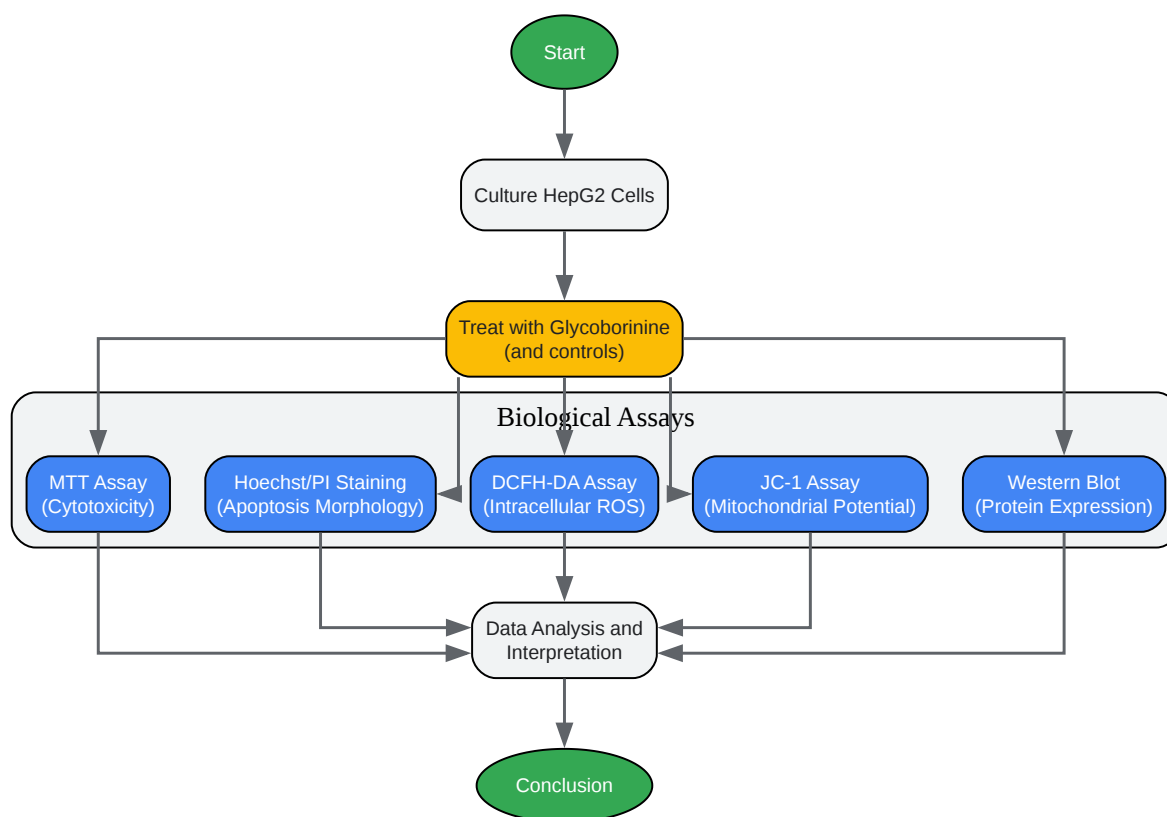 Start
Culture HepG2 Cells
Treat with Glycoborinine
(and controls)
Biological Assays
MTT Assay
(Cytotoxicity)
Hoechst/PI Staining
(Apoptosis Morphology)
DCFH-DA Assay
(Intracellular ROS)
JC-1 Assay
(Mitochondrial Potential)
Western Blot
(Protein Expression)
Data Analysis and
Interpretation
Conclusion